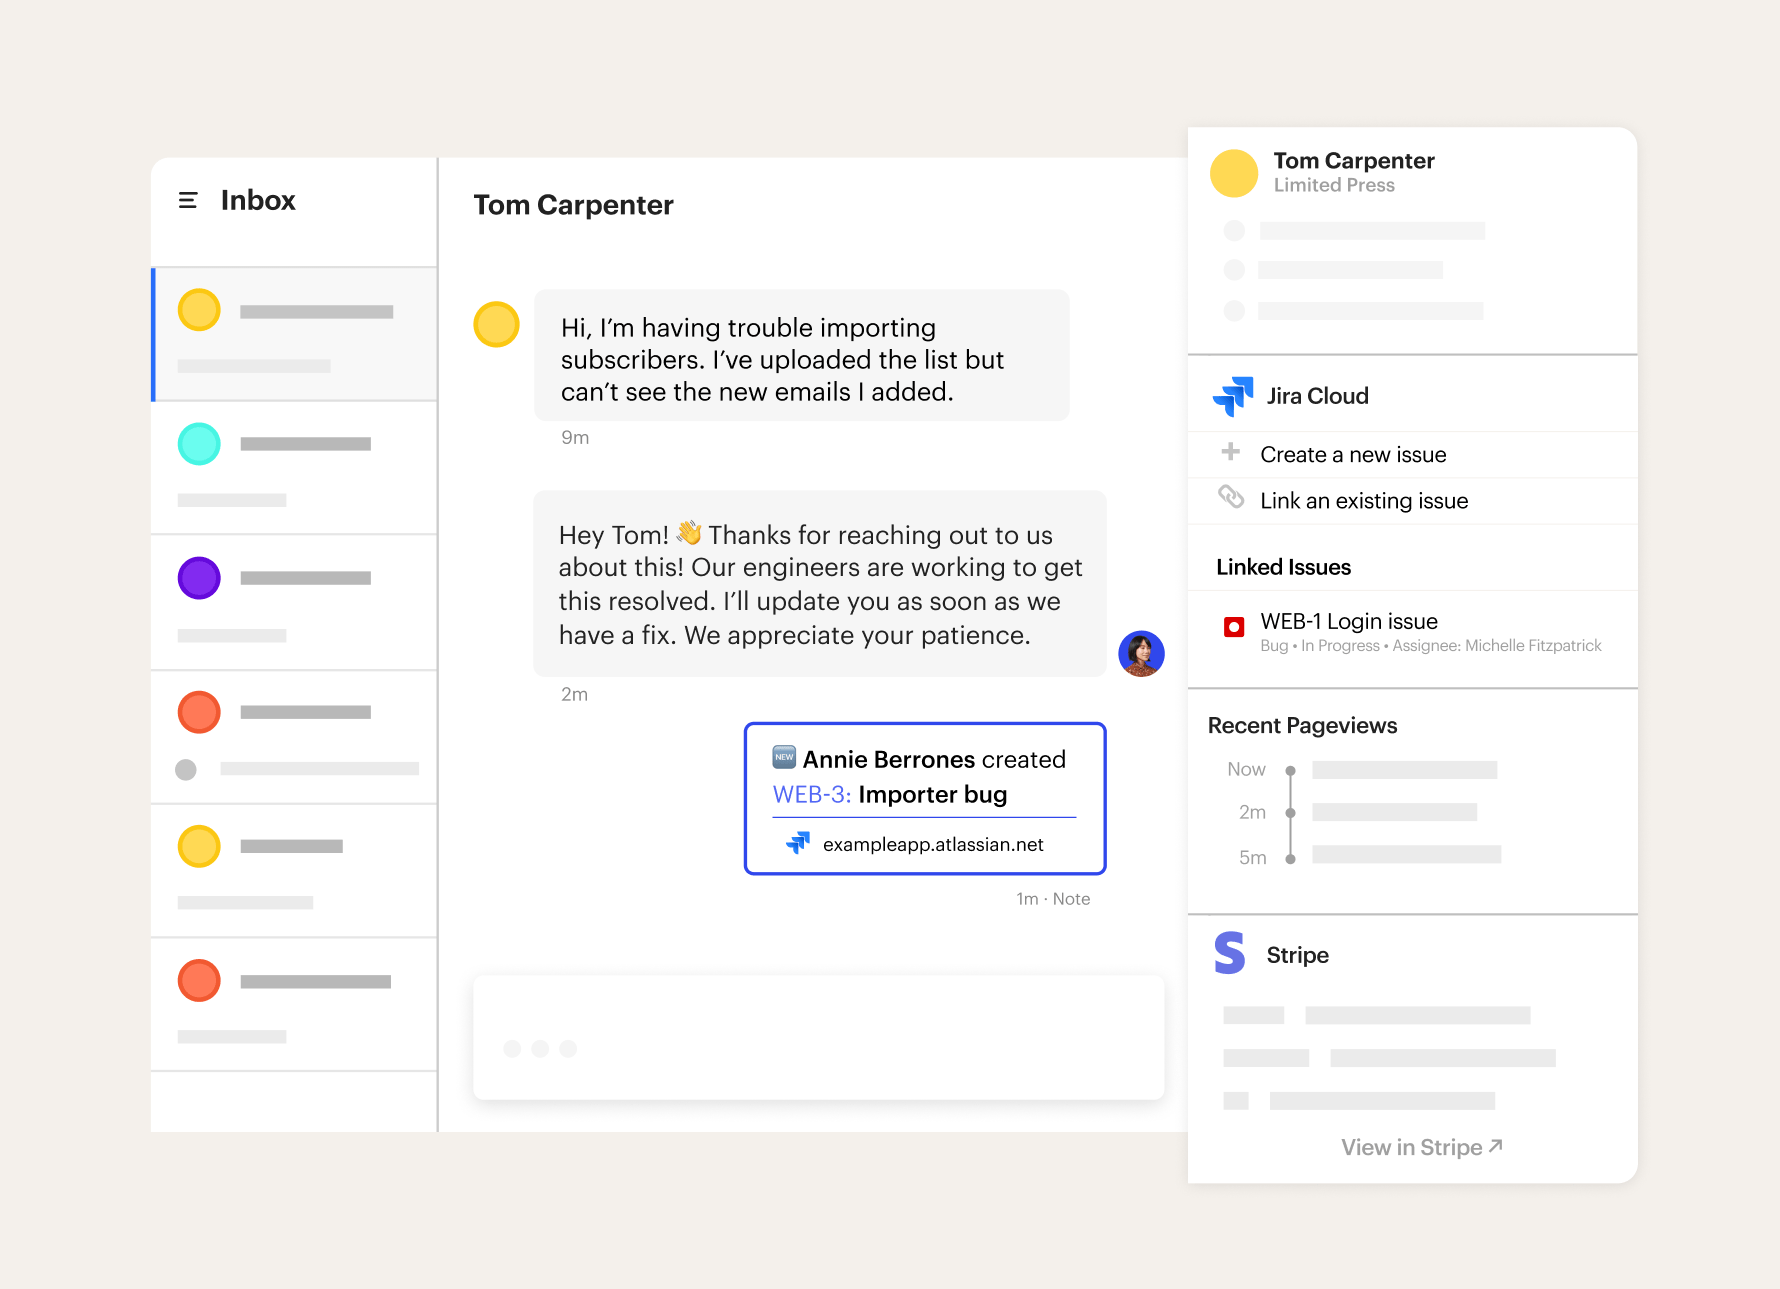 Inbox
Tom Carpenter
Hi, I’m having trouble importing
subscribers. I’ve uploaded the list but
can’t see the new emails I added.
9m
Hey Tom! 👋 Thanks for reaching out to us
about this! Our engineers are working to get
this resolved. I’ll update you as soon as we
have a fix. We appreciate your patience.
2m
🆕 Annie Berrones created
WEB-3: Importer bug
exampleapp.atlassian.net
1m · Note
Tom Carpenter
Limited Press
Jira Cloud
Create a new issue
Link an existing issue
Linked Issues
WEB-1 Login issue
Bug • In Progress • Assignee: Michelle Fitzpatrick
Recent Pageviews
Now
2m
5m
Stripe
View in Stripe ↗